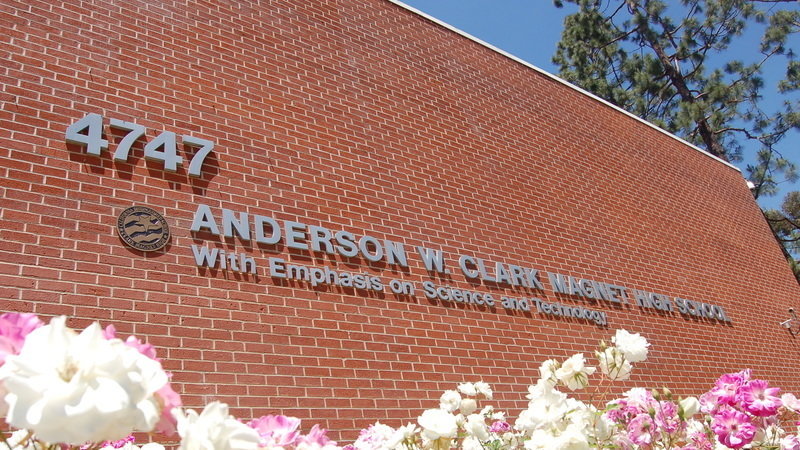 4747
ANDERSON W. CLARK MAGNET HIGH SCHOOL
With Emphasis on Science and Technology